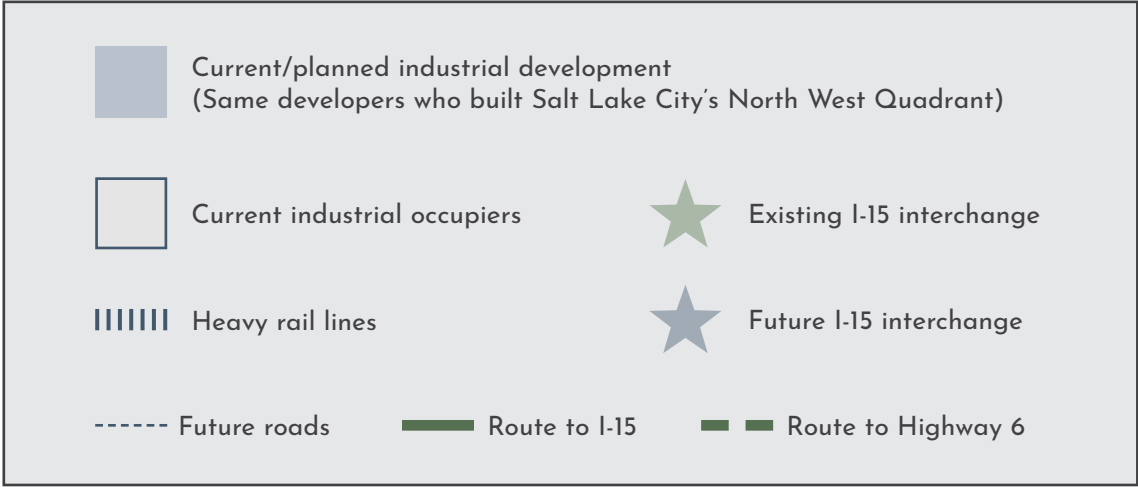 Current/planned industrial development
(Same developers who built Salt Lake City's North West Quadrant)
Current industrial occupiers
Existing I-15 interchange
Heavy rail lines
Future I-15 interchange
Future roads
Route to I-15
Route to Highway 6